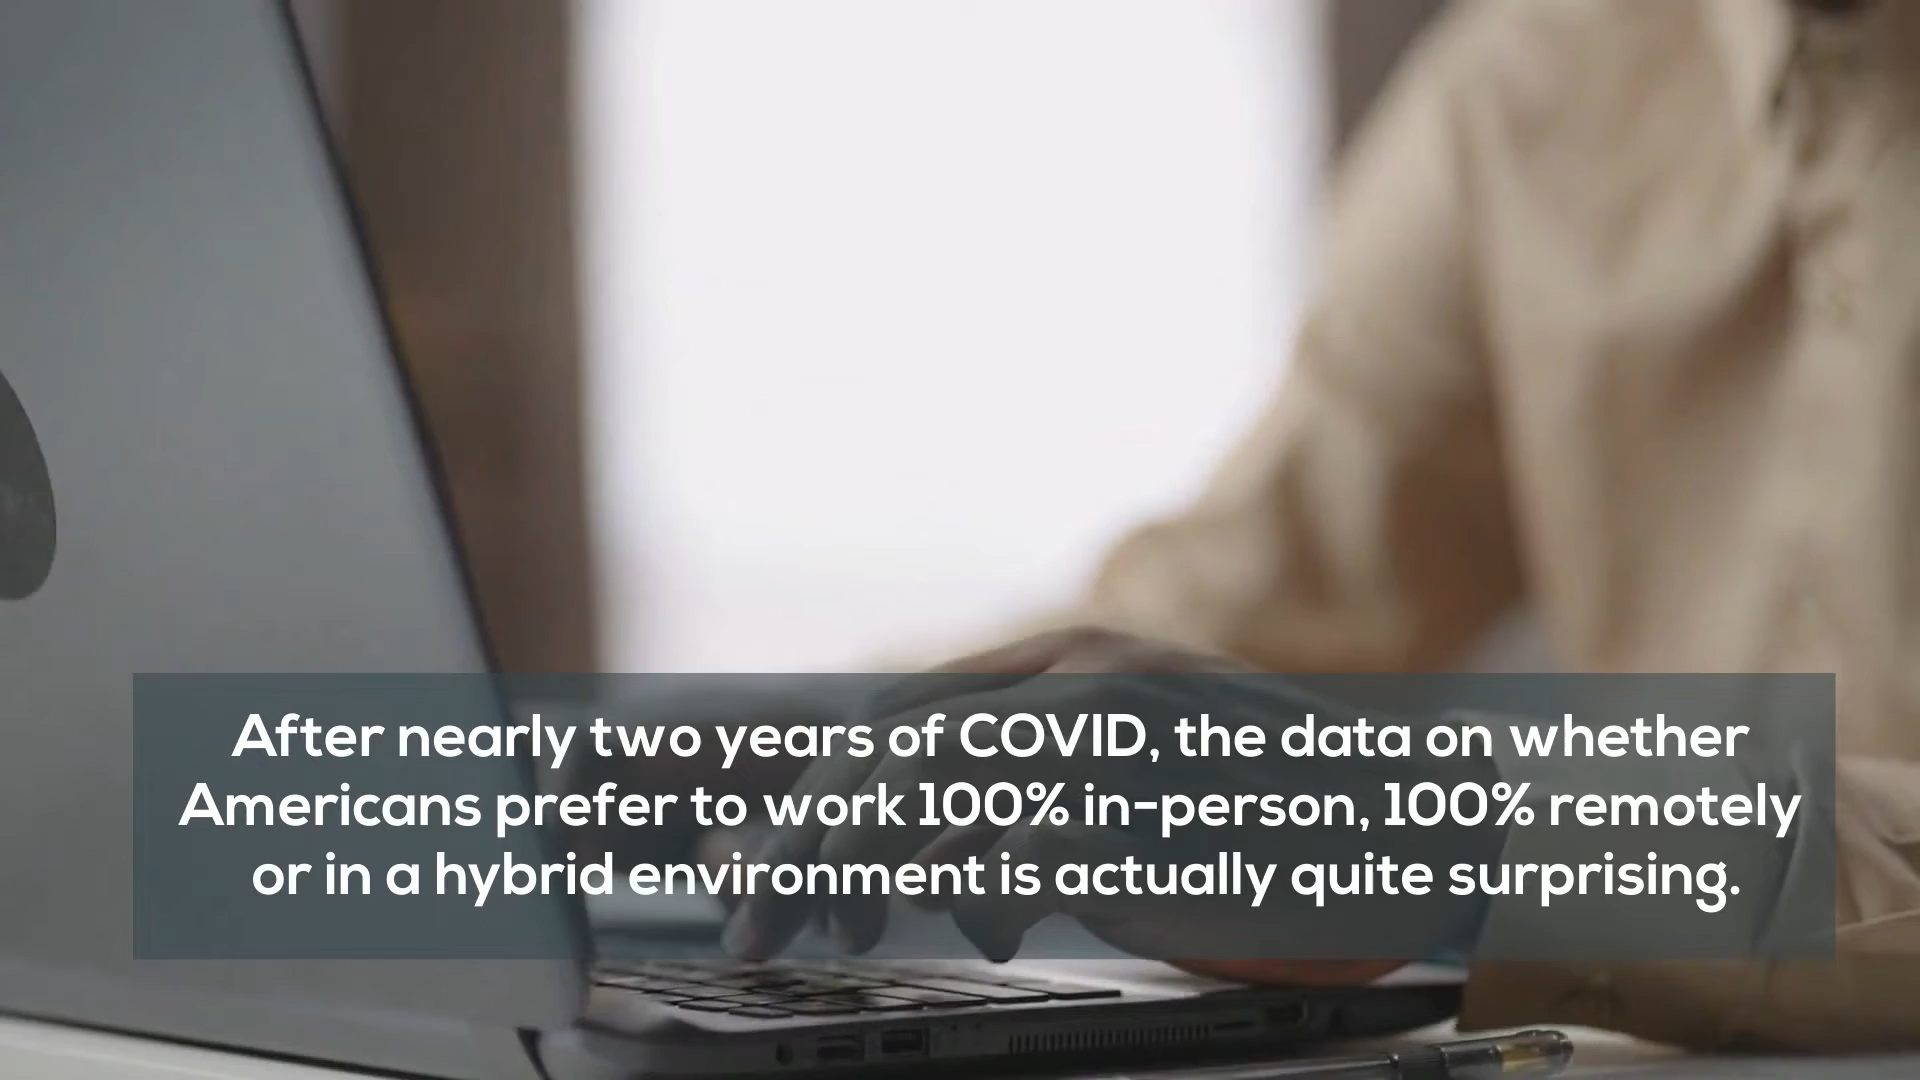 After nearly two years of COVID, the data on whether
Americans prefer to work 100% in-person, 100% remotely
or in a hybrid environment is actually quite surprising.